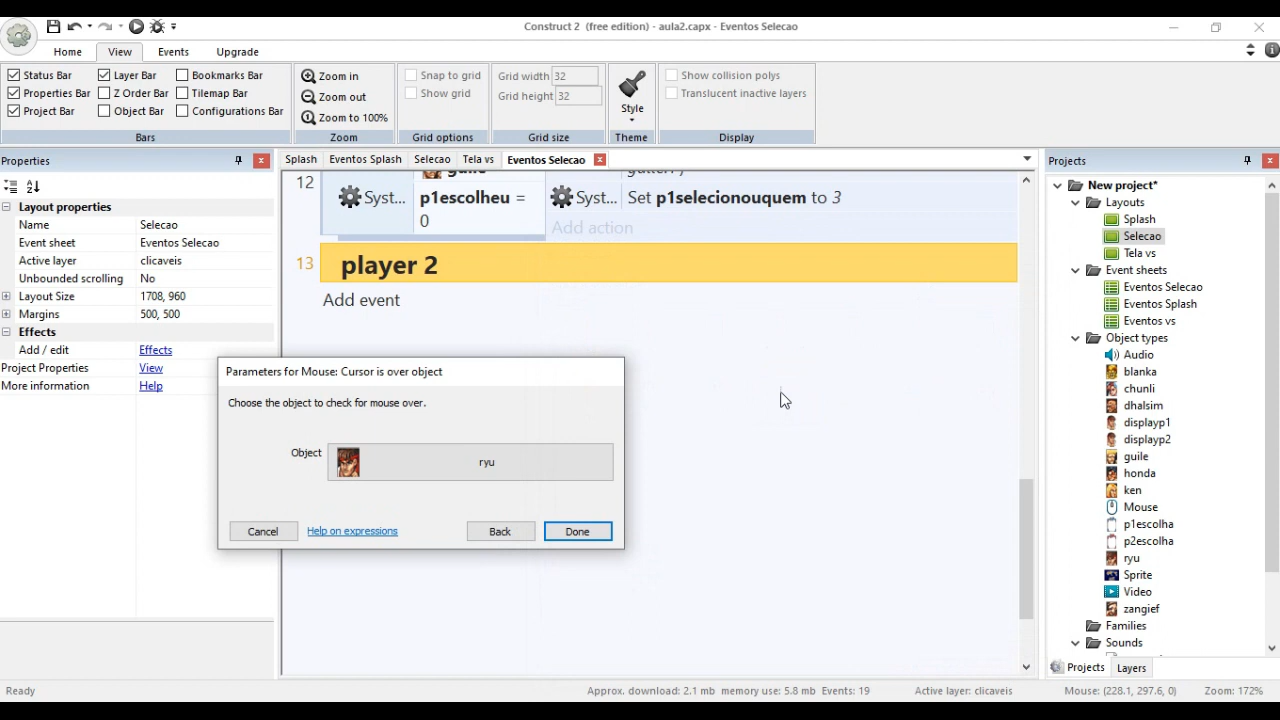 Construct 2 (free edition) - aula2.capx - Eventos Selecao
Home View Events Upgrade
Status Bar Layer Bar Bookmarks Bar
Properties Bar Z Order Bar Tilemap Bar
Project Bar Object Bar Configurations Bar
Bars
Zoom in
Zoom out
Zoom to 100%
Zoom
Snap to grid
Show grid
Grid options
Grid width 32
Grid height 32
Grid size
Style
Theme
Show collision polys
Translucent inactive layers
Display
Properties
Layout properties
Name Selecao
Event sheet Eventos Selecao
Active layer clicaveis
Unbounded scrolling No
Layout Size 1708, 960
Margins 500, 500
Effects
Add / edit Effects
Project Properties View
More information Help
Splash Eventos Splash Selecao Tela vs Eventos Selecao
12
guile
Syst... p1escolheu = 0
Syst... Set p1selecionouquem to 3
Add action
13 player 2
Add event
Parameters for Mouse: Cursor is over object
Choose the object to check for mouse over.
Object ryu
Cancel Help on expressions Back Done
Projects
New project*
Layouts
Splash
Selecao
Tela vs
Event sheets
Eventos Selecao
Eventos Splash
Eventos vs
Object types
Audio
blanka
chunli
dhalsim
displayp1
displayp2
guile
honda
ken
Mouse
p1escolha
p2escolha
ryu
Sprite
Video
zangief
Families
Sounds
Projects Layers
Ready Approx. download: 2.1 mb memory use: 5.8 mb Events: 19 Active layer: clicaveis Mouse: (228.1, 297.6, 0) Zoom: 172%